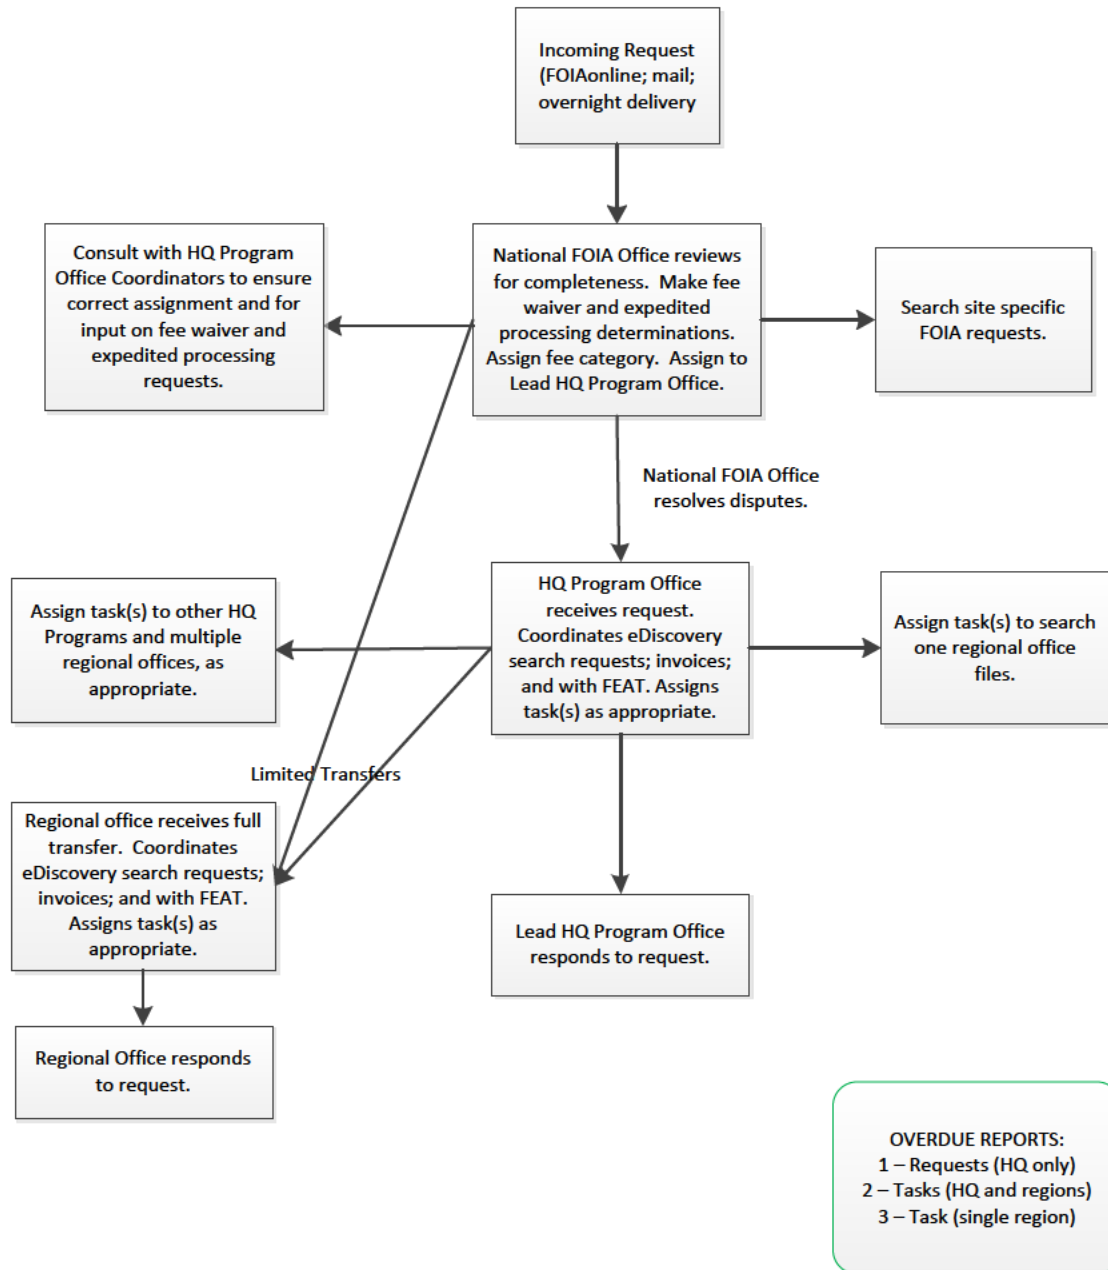 Incoming Request
(FOIAonline; mail;
overnight delivery
Consult with HQ Program
Office Coordinators to ensure
correct assignment and for
input on fee waiver and
expedited processing
requests.
National FOIA Office reviews
for completeness.  Make fee
waiver and expedited
processing determinations.
Assign fee category.  Assign to
Lead HQ Program Office.
Search site specific
FOIA requests.
National FOIA Office
resolves disputes.
Assign task(s) to other HQ
Programs and multiple
regional offices, as
appropriate.
HQ Program Office
receives request.
Coordinates eDiscovery
search requests; invoices;
and with FEAT. Assigns
task(s) as appropriate.
Assign task(s) to search
one regional office
files.
Limited Transfers
Regional office receives full
transfer.  Coordinates
eDiscovery search requests;
invoices; and with FEAT.
Assigns task(s) as
appropriate.
Lead HQ Program Office
responds to request.
Regional Office responds
to request.
OVERDUE REPORTS:
1 – Requests (HQ only)
2 – Tasks (HQ and regions)
3 – Task (single region)